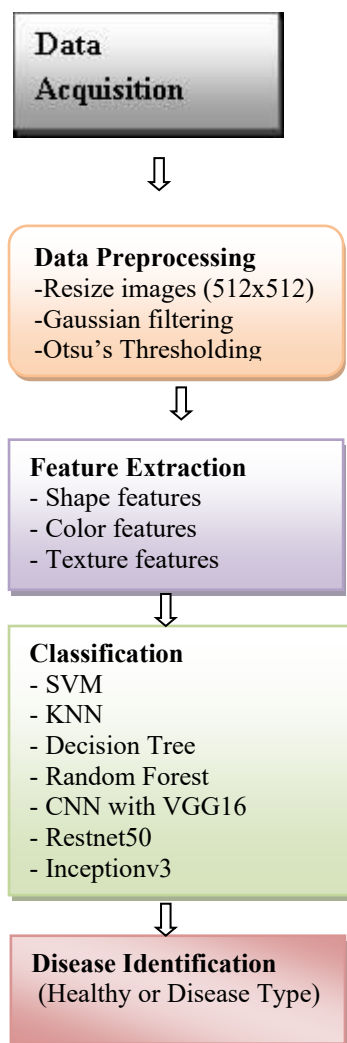 Data
Acquisition
Data Preprocessing
-Resize images (512x512)
-Gaussian filtering
-Otsu's Thresholding
Feature Extraction
- Shape features
- Color features
- Texture features
Classification
- SVM
- KNN
- Decision Tree
- Random Forest
- CNN with VGG16
- Restnet50
- Inceptionv3
Disease Identification
(Healthy or Disease Type)